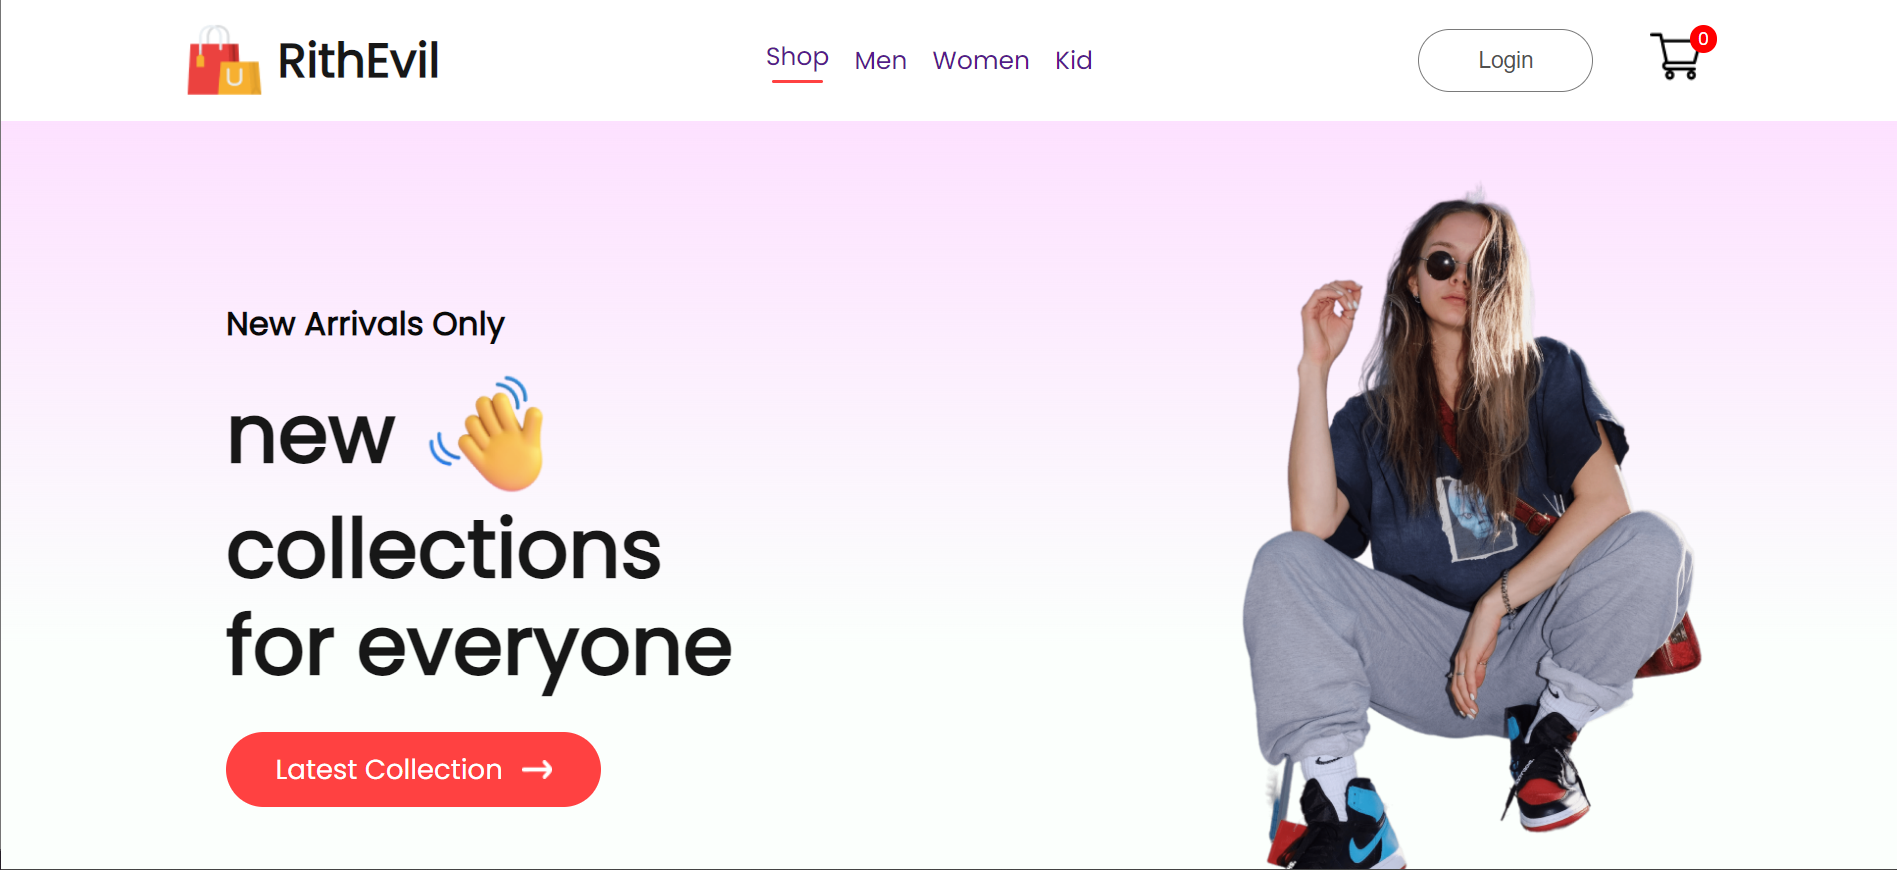 RithEvil
Shop Men Women Kid
Login
0
New Arrivals Only
new
collections
for everyone
Latest Collection
U